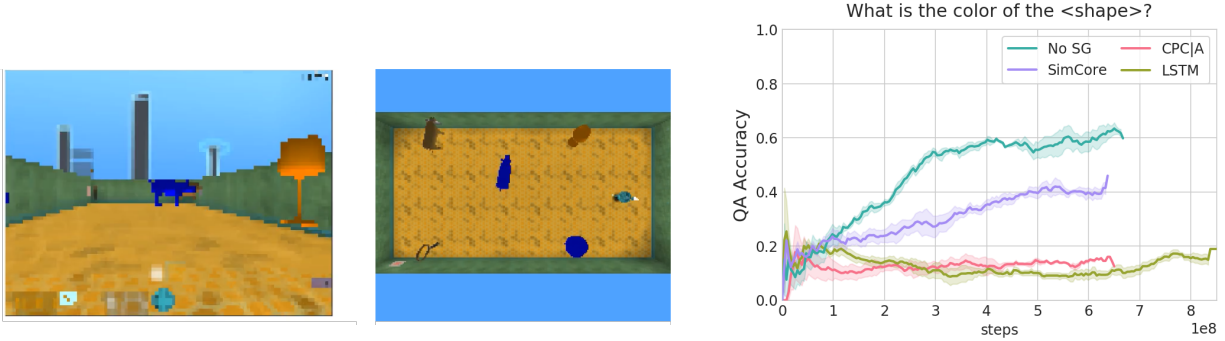 What is the color of the <shape>?
No SG
SimCore
CPC|A
LSTM
QA Accuracy
1.0
0.8
0.6
0.4
0.2
0.0
0 1 2 3 4 5 6 7 8
steps
1e8